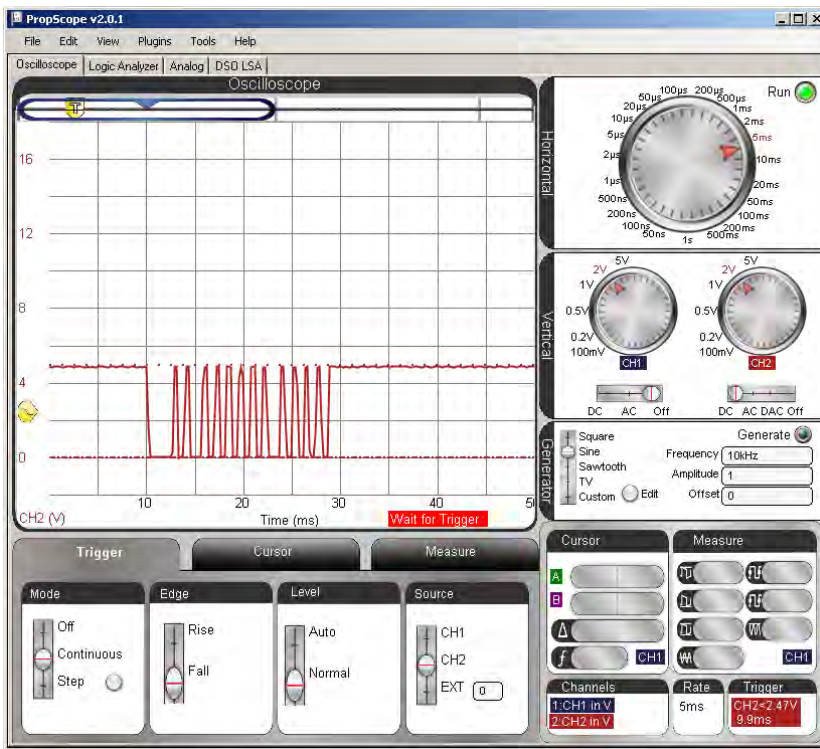 PropScope v2.0.1
File Edit View Plugins Tools Help
Oscilloscope Logic Analyzer Analog DSO LSA
Oscilloscope
T
16
12
8
4
0
10 20 30 40 50
CH2 (V)
Time (ms)
Wait for Trigger
Horizontal
Run
50µs 100µs 200µs 500µs
20µs 1ms
10µs 2ms
5µs 5ms
2µs 10ms
1µs 20ms
500ns 50ms
200ns 100ms
100ns 200ms
50ns 1s 500ms
Vertical
5V
2V
1V
0.5V
0.2V
100mV
CH1
DC AC Off
5V
2V
1V
0.5V
0.2V
100mV
CH2
DC AC DAC Off
Generator
Square
Sine
Sawtooth
TV
Custom Edit
Generate
Frequency 10kHz
Amplitude 1
Offset 0
Trigger Cursor Measure
Mode
Off
Continuous
Step
Edge
Rise
Fall
Level
Auto
Normal
Source
CH1
CH2
EXT 0
Cursor
A
B
Δ
f CH1
Measure
CH1
Channels
1:CH1 in V
2:CH2 in V
Rate
5ms
Trigger
CH2<2.47V
9.9ms